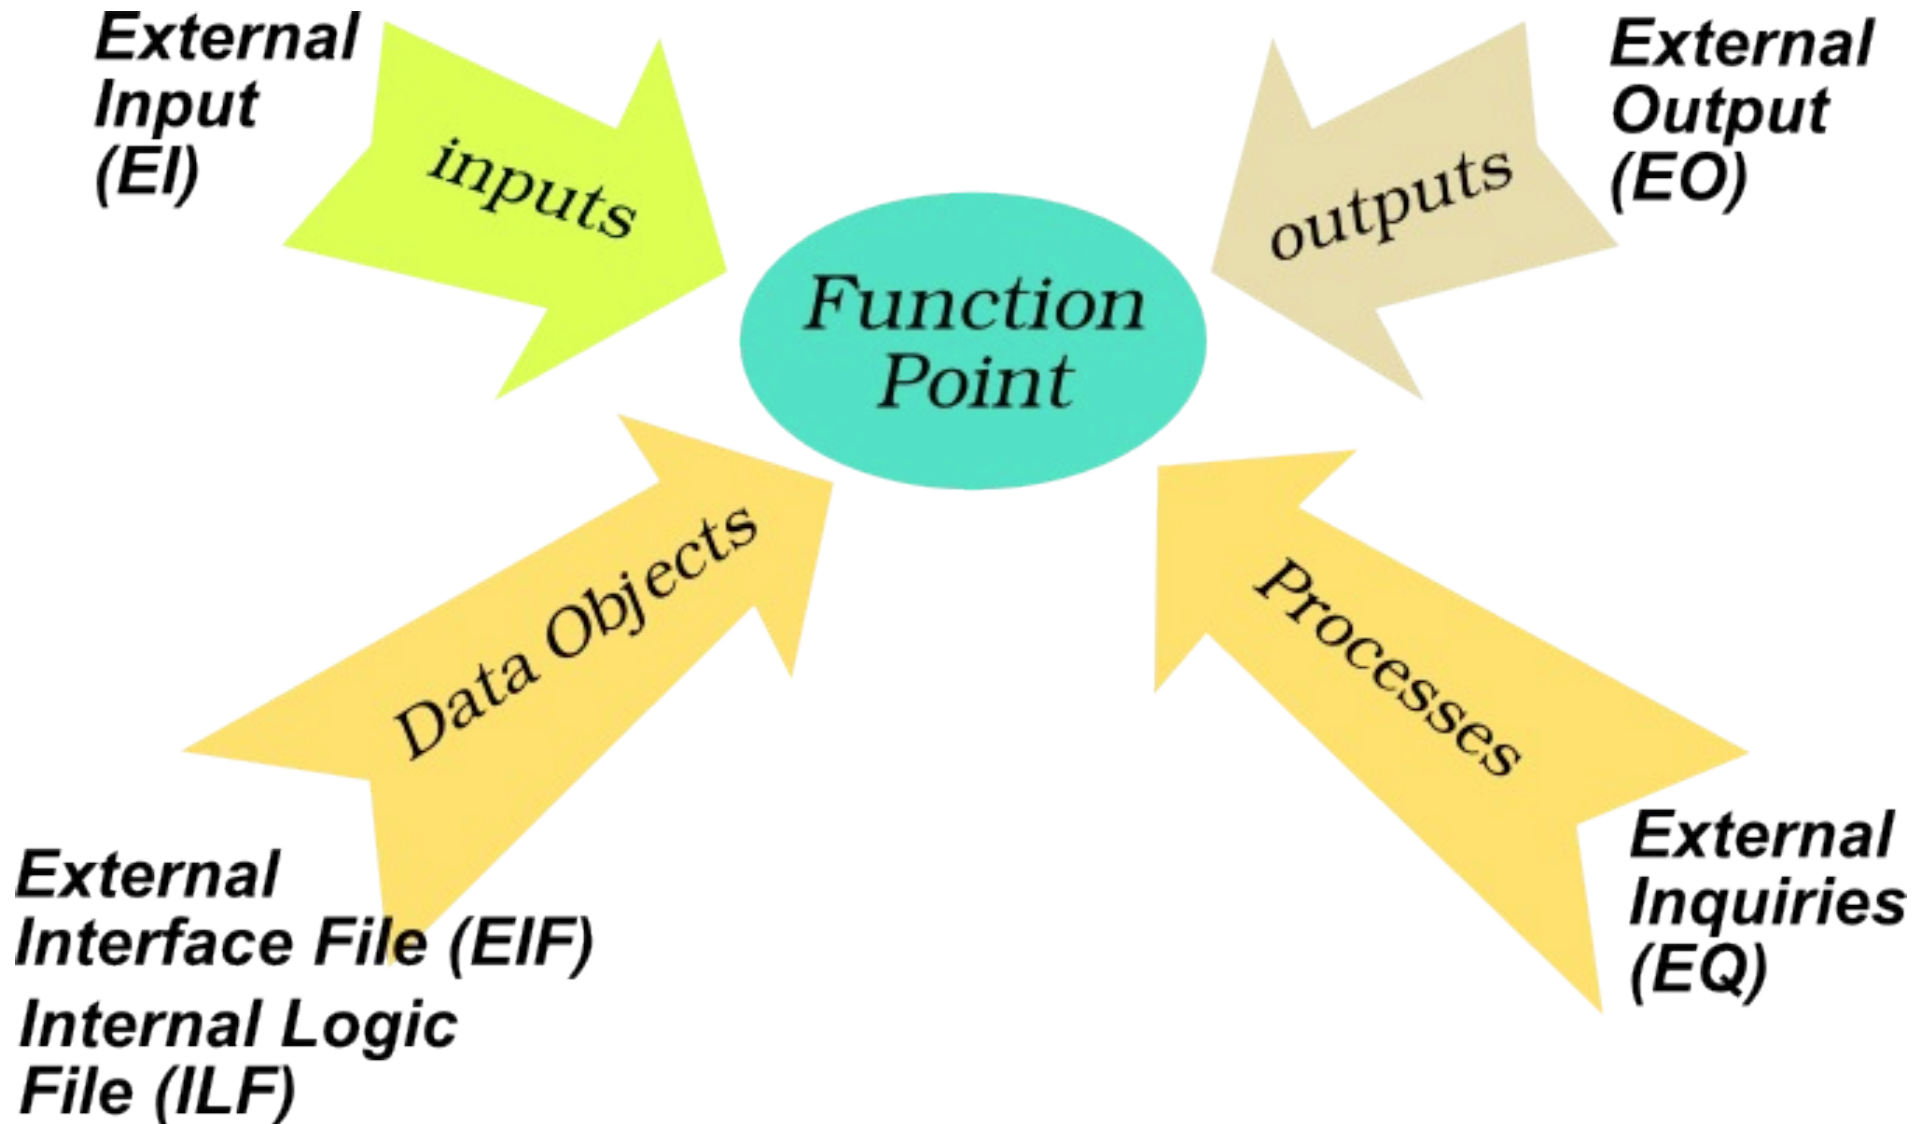 External
Input
(EI)
inputs
External
Output
(EO)
outputs
Function
Point
Data Objects
Processes
External
Interface File (EIF)
Internal Logic
File (ILF)
External
Inquiries
(EQ)